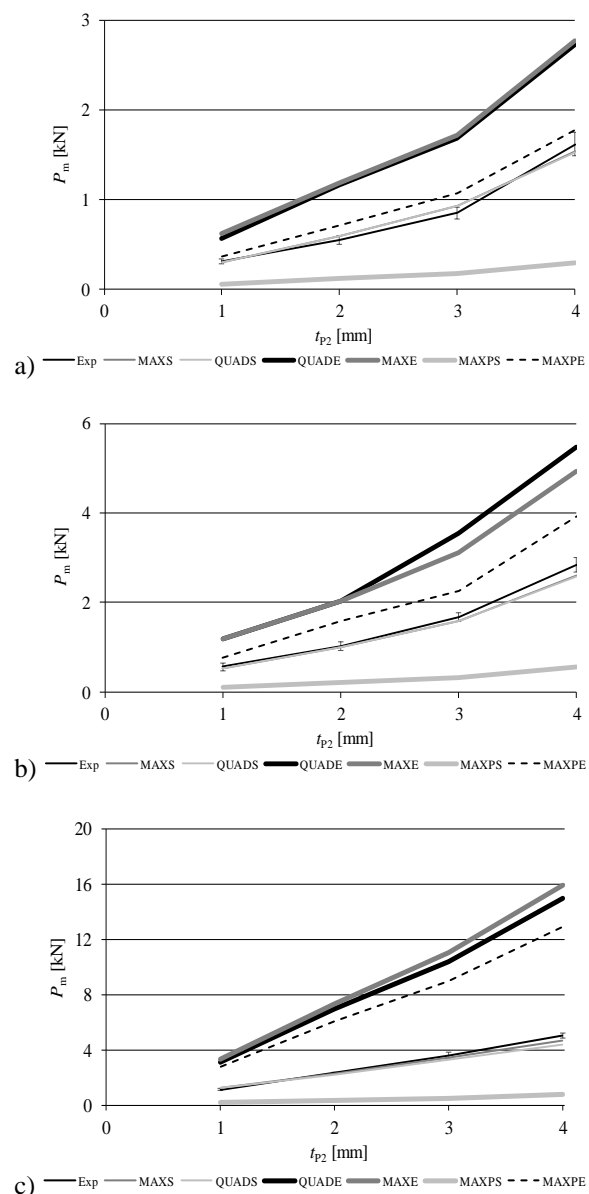 3
2
1
0
P_m [kN]
0 1 2 3 4
t_P2 [mm]
a) Exp MAXS QUADS QUADE MAXE MAXPS MAXPE
6
4
2
0
P_m [kN]
0 1 2 3 4
t_P2 [mm]
b) Exp MAXS QUADS QUADE MAXE MAXPS MAXPE
20
16
12
8
4
0
P_m [kN]
0 1 2 3 4
t_P2 [mm]
c) Exp MAXS QUADS QUADE MAXE MAXPS MAXPE